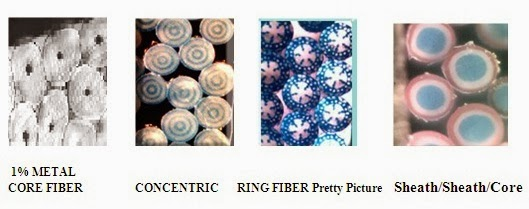 1% METAL
CORE FIBER
CONCENTRIC
RING FIBER Pretty Picture
Sheath/Sheath/Core